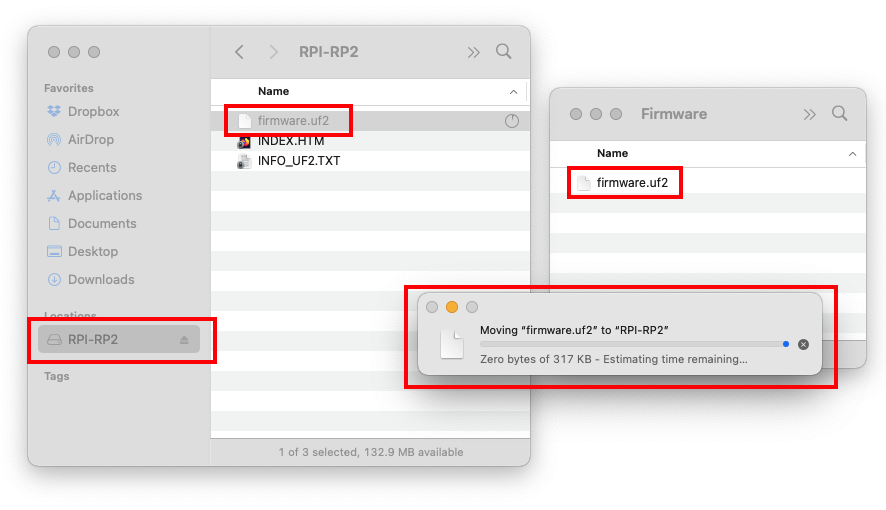 RPI-RP2
Favorites
Dropbox
AirDrop
Recents
Applications
Documents
Desktop
Downloads
Locations
RPI-RP2
Tags
Name
firmware.uf2
INDEX.HTM
INFO_UF2.TXT
1 of 3 selected, 132.9 MB available
Firmware
Name
firmware.uf2
Moving “firmware.uf2” to “RPI-RP2”
Zero bytes of 317 KB - Estimating time remaining...